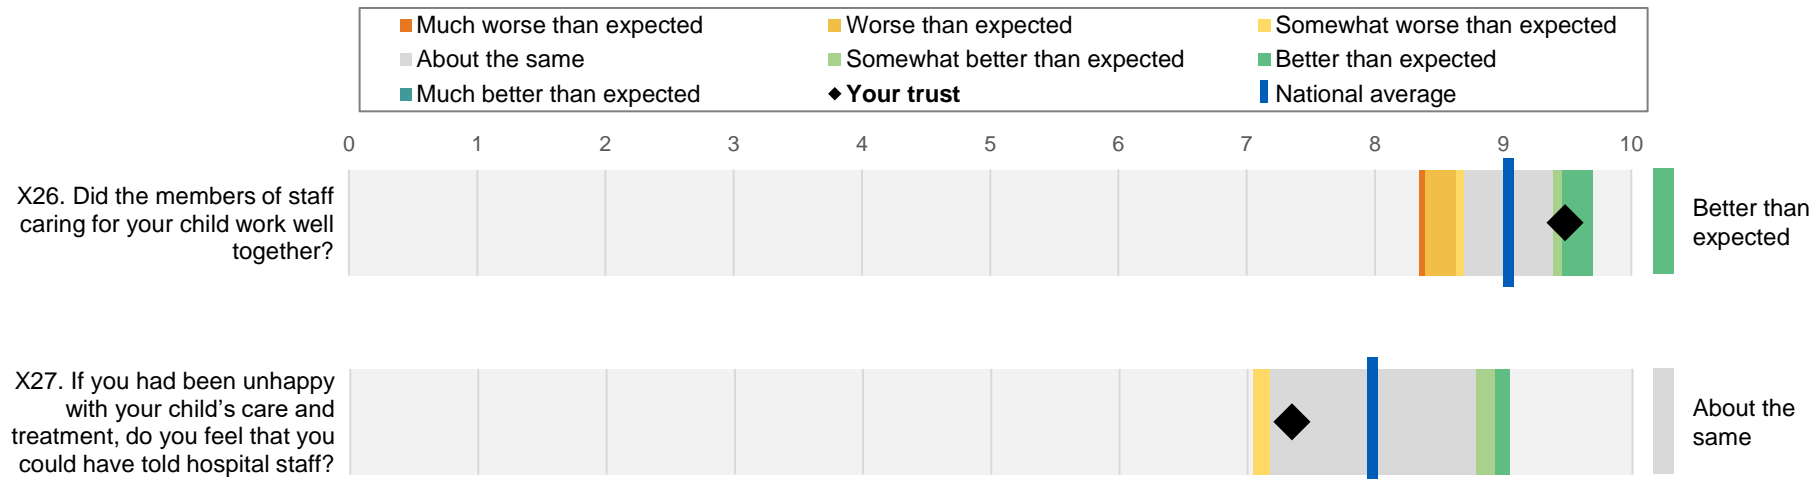 Much worse than expected
Worse than expected
Somewhat worse than expected
About the same
Somewhat better than expected
Better than expected
Much better than expected
Your trust
National average
0 1 2 3 4 5 6 7 8 9 10
X26. Did the members of staff
caring for your child work well
together?
Better than
expected
X27. If you had been unhappy
with your child’s care and
treatment, do you feel that you
could have told hospital staff?
About the
same